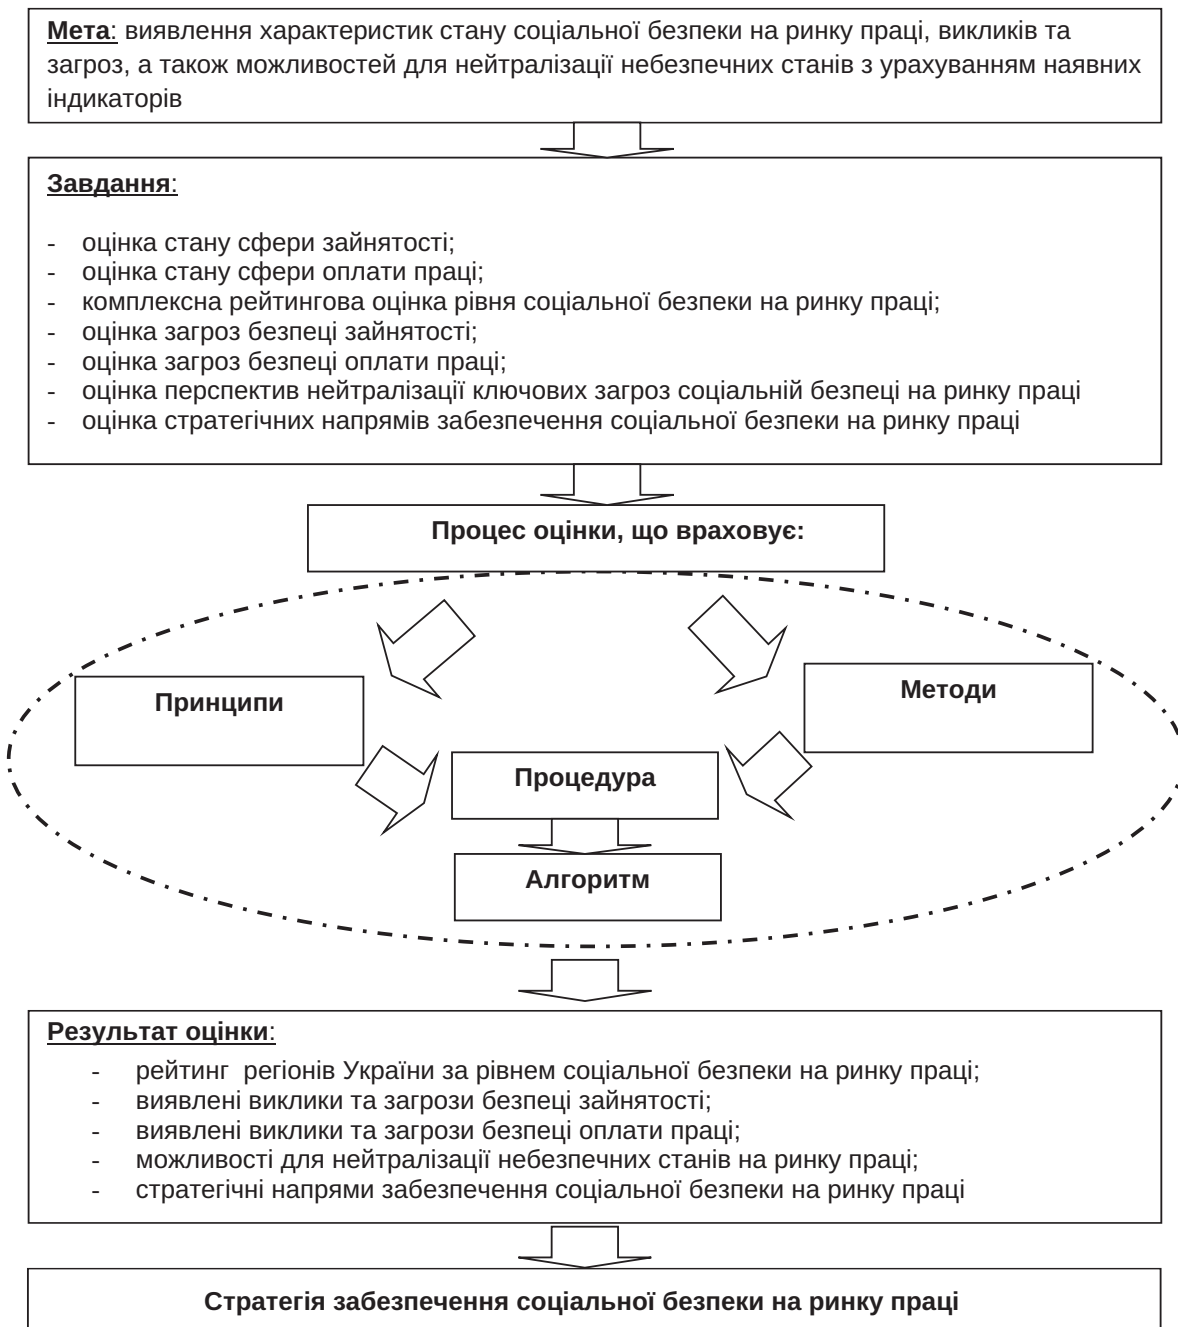 Мета: виявлення характеристик стану соціальної безпеки на ринку праці, викликів та
загроз, а також можливостей для нейтралізації небезпечних станів з урахуванням наявних
індикаторів
Завдання:
- оцінка стану сфери зайнятості;
- оцінка стану сфери оплати праці;
- комплексна рейтингова оцінка рівня соціальної безпеки на ринку праці;
- оцінка загроз безпеці зайнятості;
- оцінка загроз безпеці оплати праці;
- оцінка перспектив нейтралізації ключових загроз соціальній безпеці на ринку праці
- оцінка стратегічних напрямів забезпечення соціальної безпеки на ринку праці
Процес оцінки, що враховує:
Принципи
Методи
Процедура
Алгоритм
Результат оцінки:
- рейтинг регіонів України за рівнем соціальної безпеки на ринку праці;
- виявлені виклики та загрози безпеці зайнятості;
- виявлені виклики та загрози безпеці оплати праці;
- можливості для нейтралізації небезпечних станів на ринку праці;
- стратегічні напрями забезпечення соціальної безпеки на ринку праці
Стратегія забезпечення соціальної безпеки на ринку праці